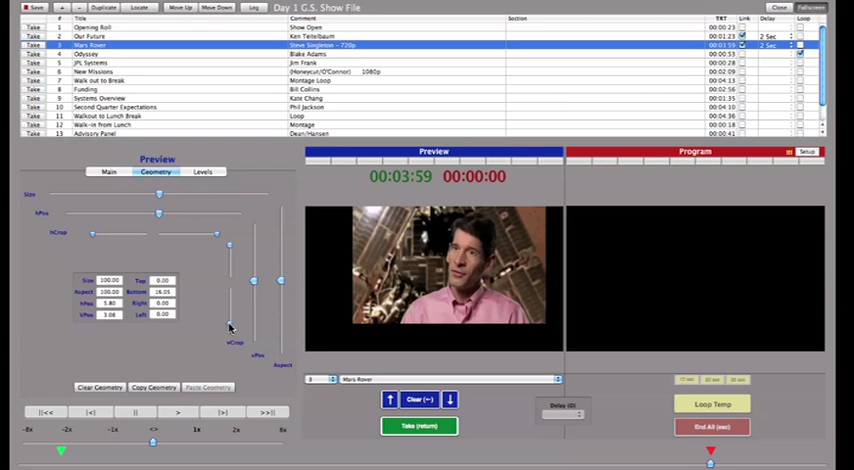 Save + - Duplicate Locate Move Up Move Down Log Day 1 G.S. Show File Close Fullscreen
# Title Comment Section TRT Link Delay Loop
Take 1 Opening Roll Show Open 00:00:23
Take 2 Our Future Ken Teitelbaum 00:01:23 2 Sec
Take 3 Mars Rover Steve Singleton - 720p 00:03:59 2 Sec
Take 4 Odyssey Blake Adams 00:00:53
Take 5 JPL Systems Jim Frank 00:00:28
Take 6 New Missions (Honeycut/O'Connor) 1080p 00:02:09
Take 7 Walk out to Break Montage Loop 00:04:13
Take 8 Funding Bill Collins 00:02:56
Take 9 Systems Overview Kate Chang 00:01:35
Take 10 Second Quarter Expectations Phil Jackson 00:04:10
Take 11 Walkout to Lunch Break Loop 00:04:36
Take 12 Walk-in from Lunch Montage 00:00:18
Take 13 Advisory Panel Dean/Hansen 00:00:41
Preview
Main Geometry Levels
Size
hPos
hCrop
Size 100.00 Top 0.00
Aspect 100.00 Bottom 16.05
hPos 5.80 Right 0.00
VPos 3.08 Left 0.00
vCrop
vPos
Aspect
Clear Geometry Copy Geometry Paste Geometry
||<< |<| || > |>| >>||
-8x -2x -1x <> 1x 2x 8x
Preview Program Setup
00:03:59 00:00:00
3 Mars Rover
↑ Clear (←) ↓
Take (return)
Delay (D)
10 sec 20 sec 30 sec
Loop Temp
End All (esc)